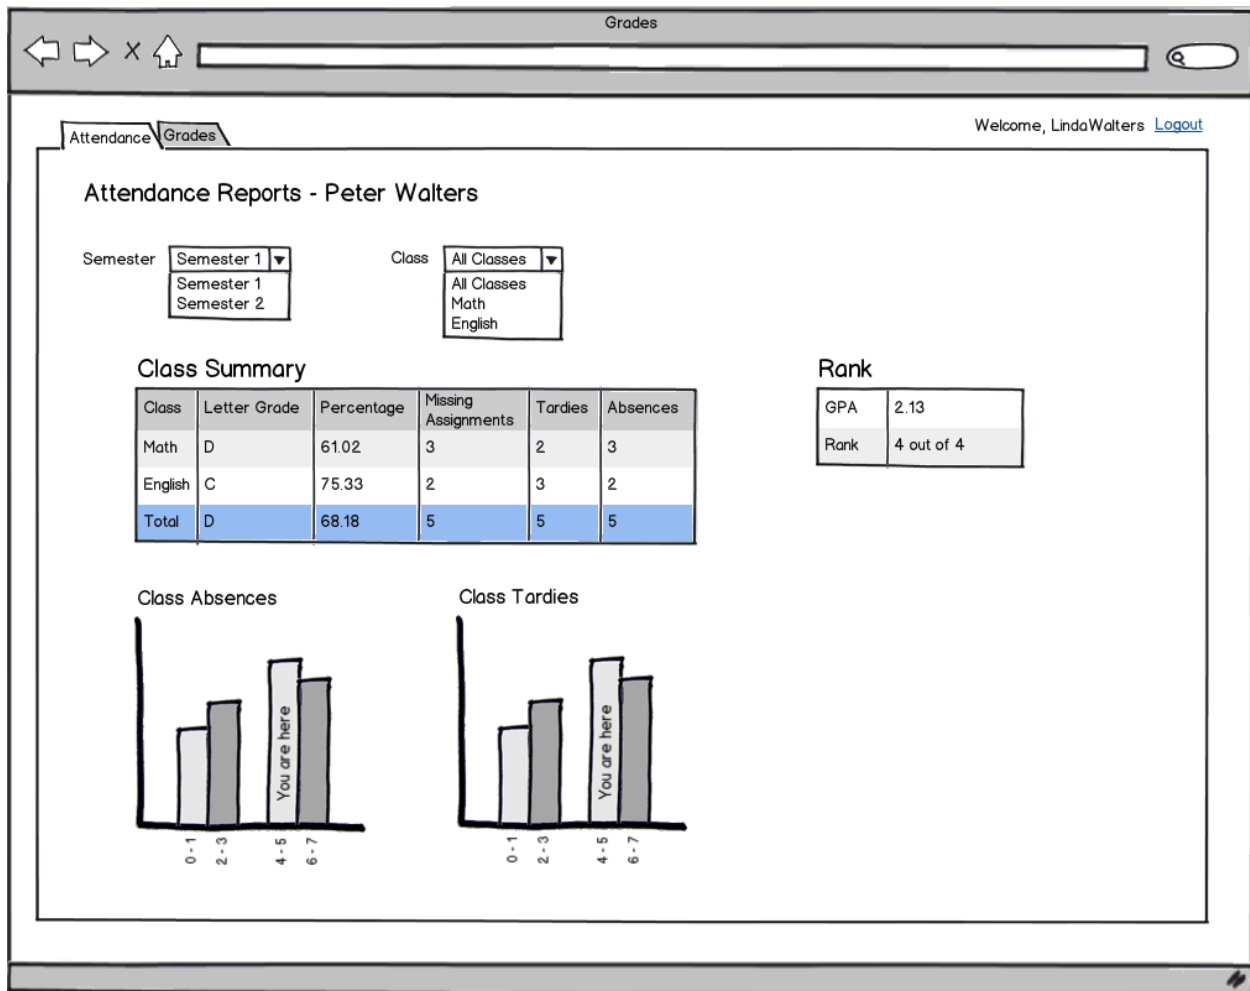 Grades
Attendance Grades
Welcome, LindaWalters Logout
Attendance Reports - Peter Walters
Semester Semester 1 Class All Classes
Semester 1 All Classes
Semester 2 Math
English
Class Summary Rank
Class Letter Grade Percentage Missing Assignments Tardies Absences
Math D 61.02 3 2 3
English C 75.33 2 3 2
Total D 68.18 5 5 5
GPA 2.13
Rank 4 out of 4
Class Absences
You are here
0 - 1 2 - 3 4 - 5 6 - 7
Class Tardies
You are here
0 - 1 2 - 3 4 - 5 6 - 7